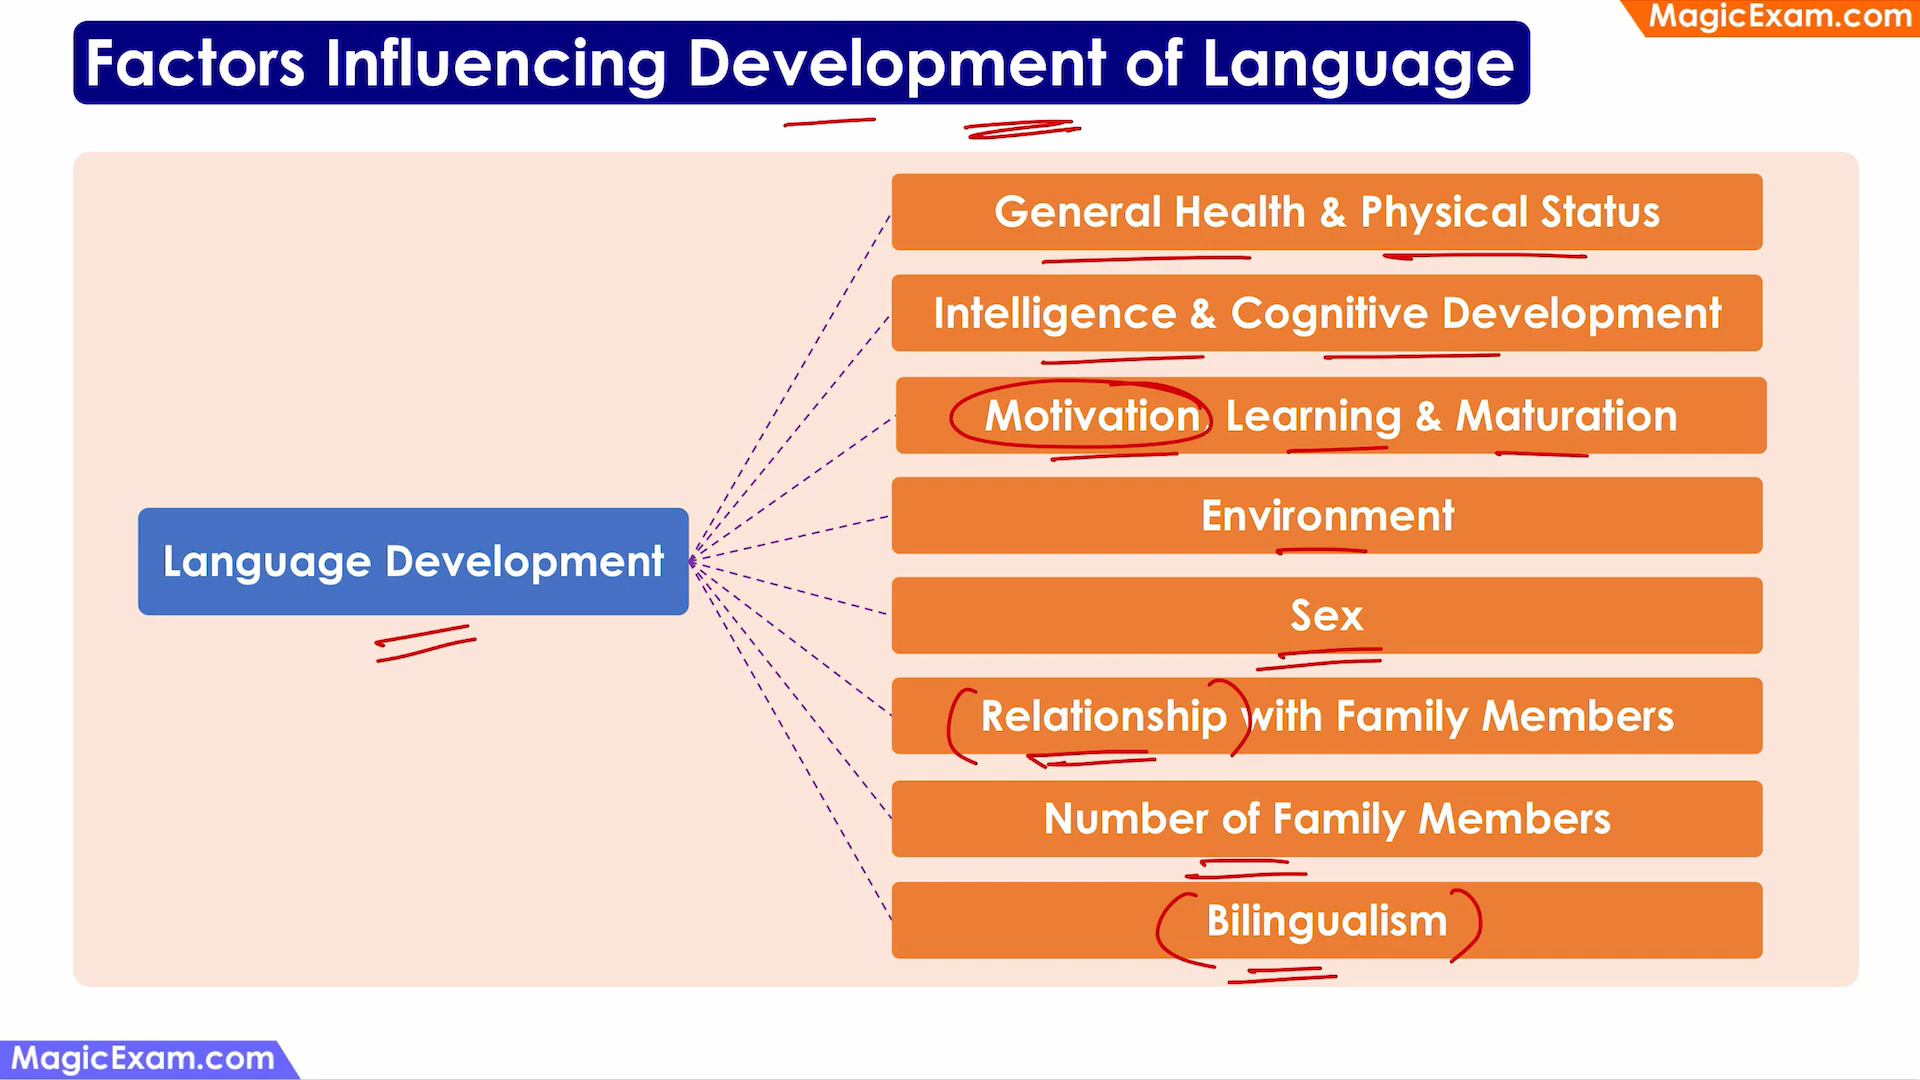 MagicExam.com
Factors Influencing Development of Language
General Health & Physical Status
Intelligence & Cognitive Development
Motivation, Learning & Maturation
Environment
Language Development
Sex
Relationship with Family Members
Number of Family Members
Bilingualism
MagicExam.com